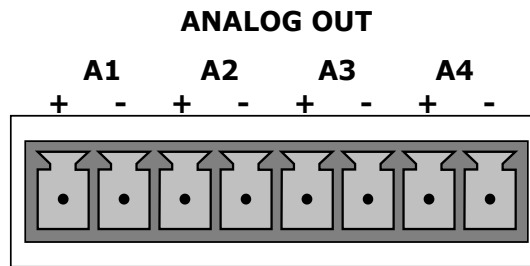 ANALOG OUT
A1 A2 A3 A4
+ - + - + - + -